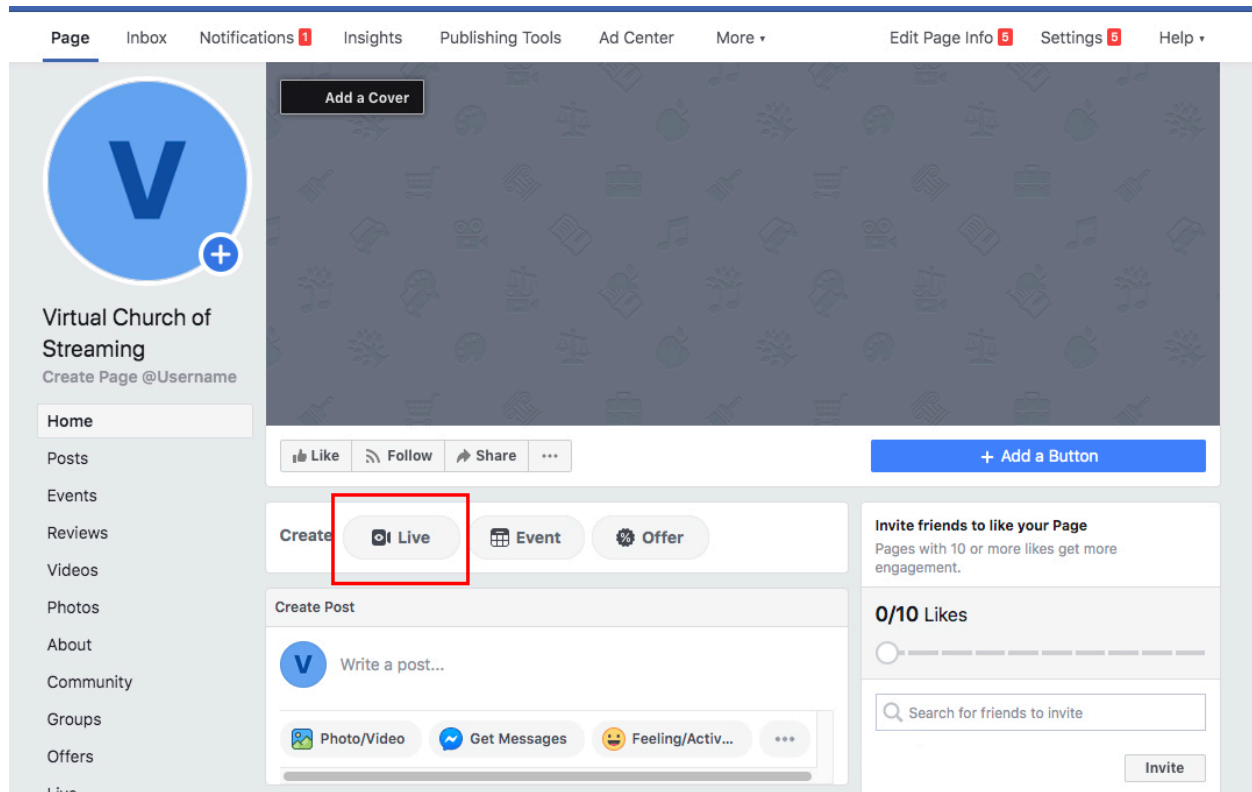 Page Inbox Notifications 1 Insights Publishing Tools Ad Center More Edit Page Info 5 Settings 5 Help
Add a Cover
V
Virtual Church of
Streaming
Create Page @Username
Home
Posts
Events
Reviews
Videos
Photos
About
Community
Groups
Offers
Live
Like Follow Share ...
+ Add a Button
Create Live Event Offer
Create Post
V Write a post...
Photo/Video Get Messages Feeling/Activ... ...
Invite friends to like your Page
Pages with 10 or more likes get more
engagement.
0/10 Likes
Search for friends to invite
Invite